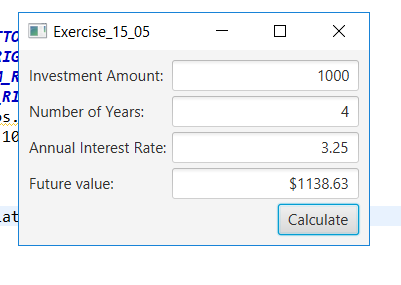 Exercise_15_05
Investment Amount: 1000
Number of Years: 4
Annual Interest Rate: 3.25
Future value: $1138.63
Calculate